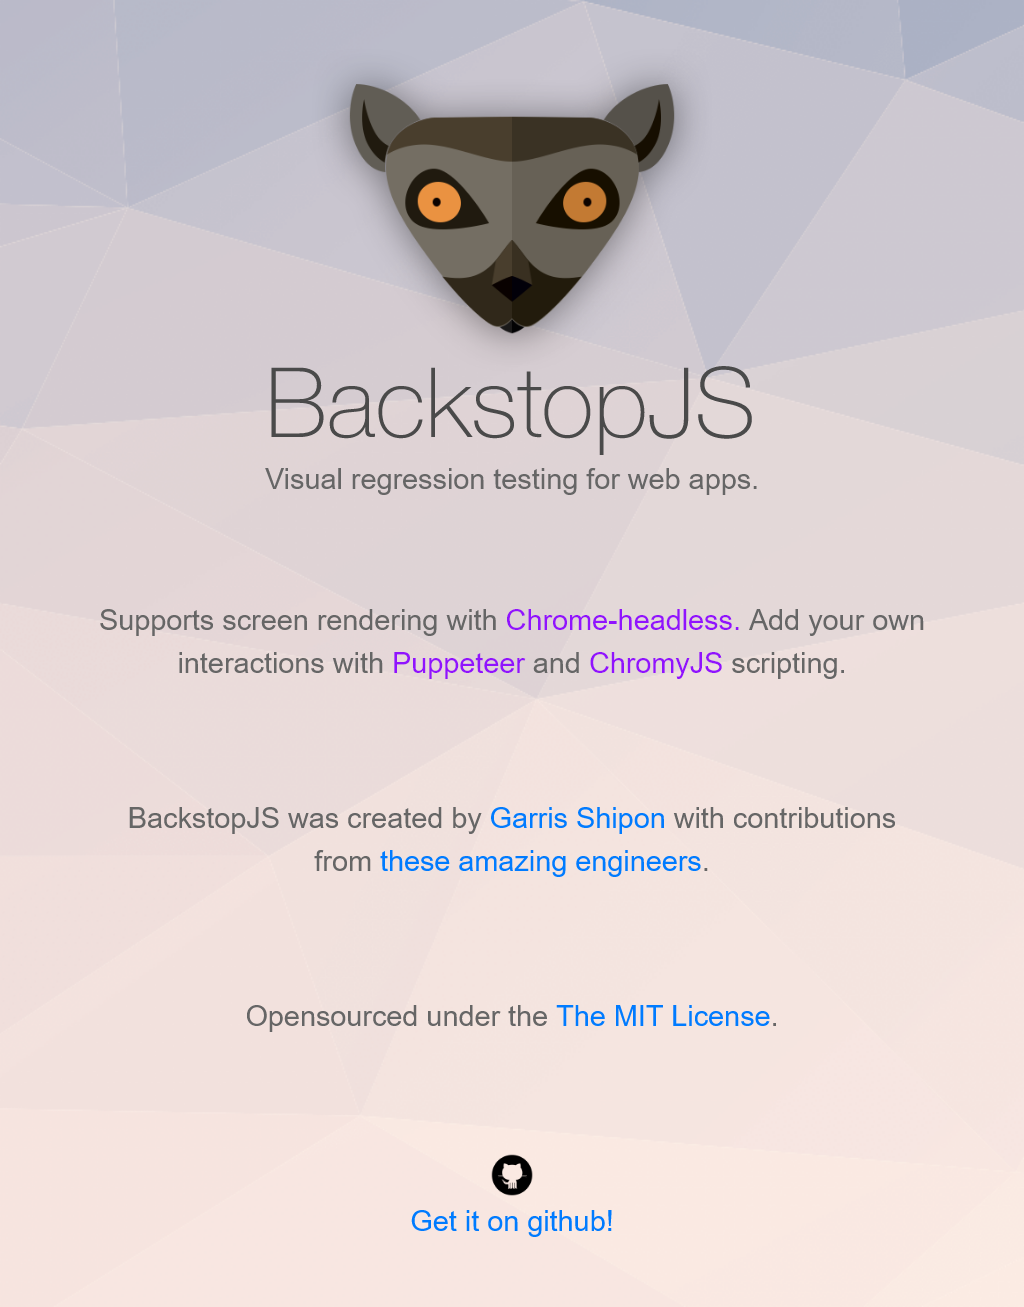 BackstopJS
Visual regression testing for web apps.
Supports screen rendering with Chrome-headless. Add your own
interactions with Puppeteer and ChromyJS scripting.
BackstopJS was created by Garris Shipon with contributions
from these amazing engineers.
Opensourced under the The MIT License.
Get it on github!